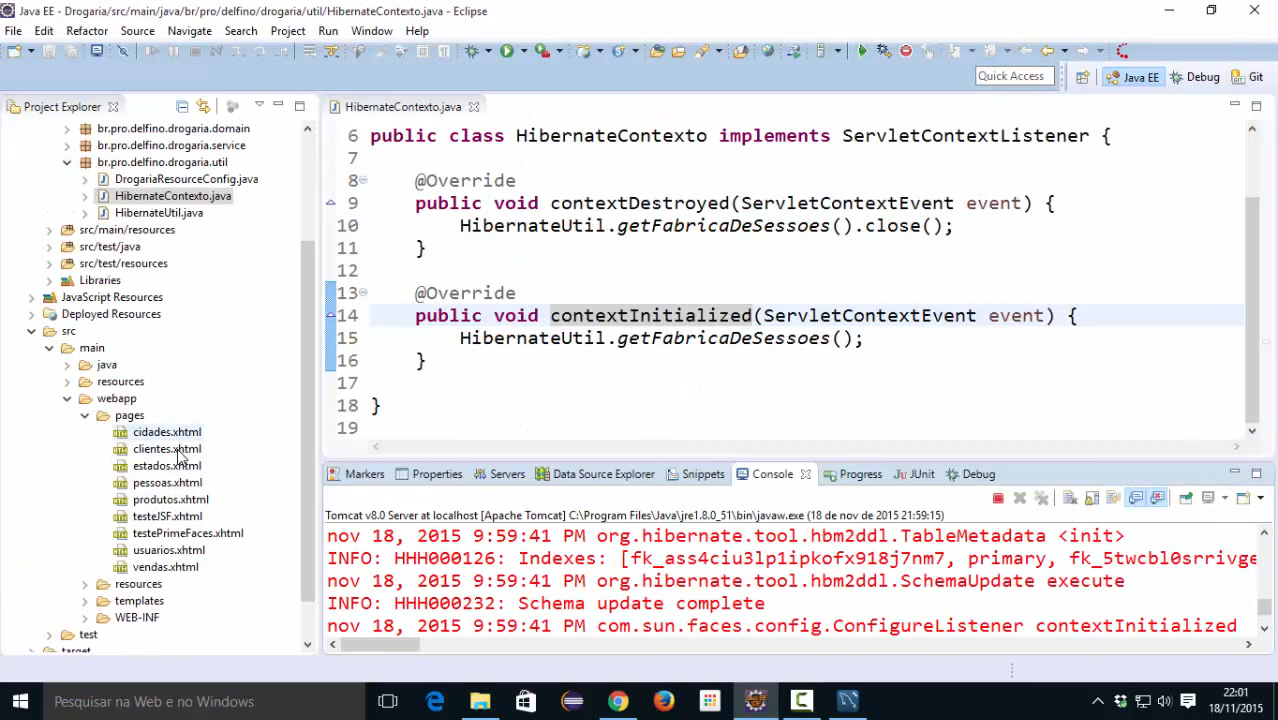 Java EE - Drogaria/src/main/java/br/pro/delfino/drogaria/util/HibernateContexto.java - Eclipse
File Edit Refactor Source Navigate Search Project Run Window Help
Quick Access
Java EE
Debug
Git
Project Explorer
br.pro.delfino.drogaria.domain
br.pro.delfino.drogaria.service
br.pro.delfino.drogaria.util
DrogariaResourceConfig.java
HibernateContexto.java
HibernateUtil.java
src/main/resources
src/test/java
src/test/resources
Libraries
JavaScript Resources
Deployed Resources
src
main
java
resources
webapp
pages
cidades.xhtml
clientes.xhtml
estados.xhtml
pessoas.xhtml
produtos.xhtml
testeJSF.xhtml
testePrimeFaces.xhtml
usuarios.xhtml
vendas.xhtml
resources
templates
WEB-INF
test
target
HibernateContexto.java
6 public class HibernateContexto implements ServletContextListener {
7
8 @Override
9 public void contextDestroyed(ServletContextEvent event) {
10 HibernateUtil.getFabricaDeSessoes().close();
11 }
12
13 @Override
14 public void contextInitialized(ServletContextEvent event) {
15 HibernateUtil.getFabricaDeSessoes();
16 }
17
18 }
19
Markers Properties Servers Data Source Explorer Snippets Console Progress JUnit Debug
Tomcat v8.0 Server at localhost [Apache Tomcat] C:\Program Files\Java\jre1.8.0_51\bin\javaw.exe (18 de nov de 2015 21:59:15)
nov 18, 2015 9:59:41 PM org.hibernate.tool.hbm2ddl.TableMetadata <init>
INFO: HHH000126: Indexes: [fk_ass4ciu3lp1ipkofx918j7nm7, primary, fk_5twcbl0srrivge
nov 18, 2015 9:59:41 PM org.hibernate.tool.hbm2ddl.SchemaUpdate execute
INFO: HHH000232: Schema update complete
nov 18, 2015 9:59:41 PM com.sun.faces.config.ConfigureListener contextInitialized
Pesquisar na Web e no Windows
22:01
18/11/2015